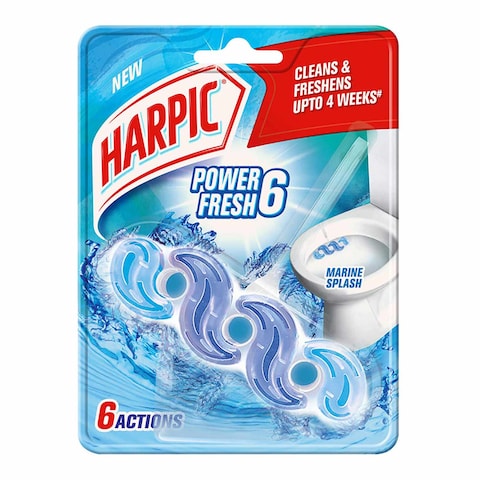 NEW
HARPIC®
CLEANS &
FRESHENS
UPTO 4 WEEKS#
POWER
FRESH 6
MARINE
SPLASH
6 ACTIONS